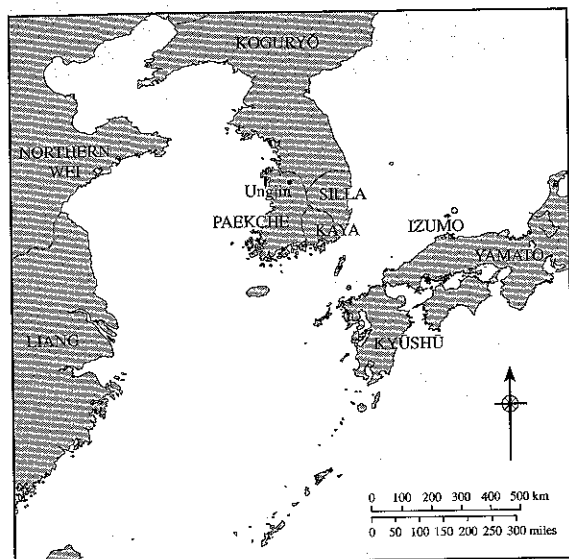 KOGURYŎ
NORTHERN
WEI
Ungjin
SILLA
PAEKCHE
KAYA
IZUMO
YAMATO
LIANG
KYŪSHŪ
0 100 200 300 400 500 km
0 50 100 150 200 250 300 miles